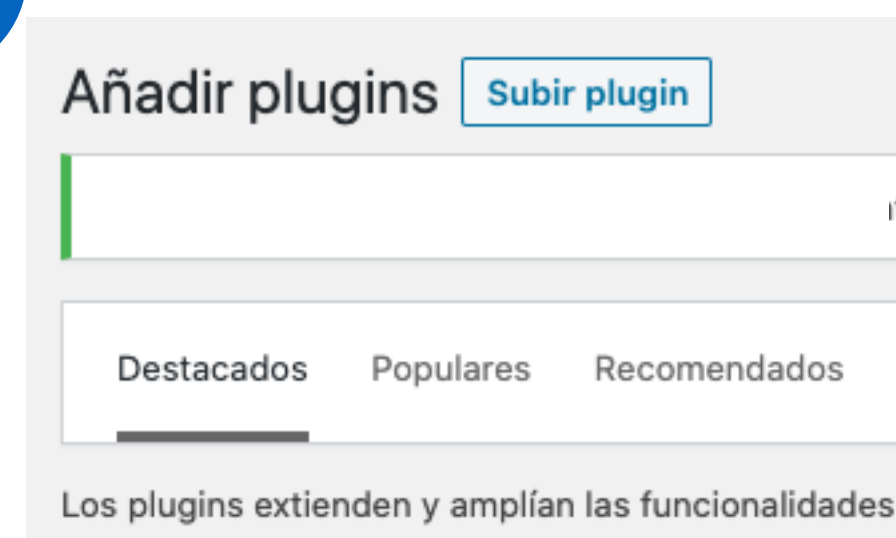 Añadir plugins Subir plugin
Destacados Populares Recomendados
Los plugins extienden y amplían las funcionalidades